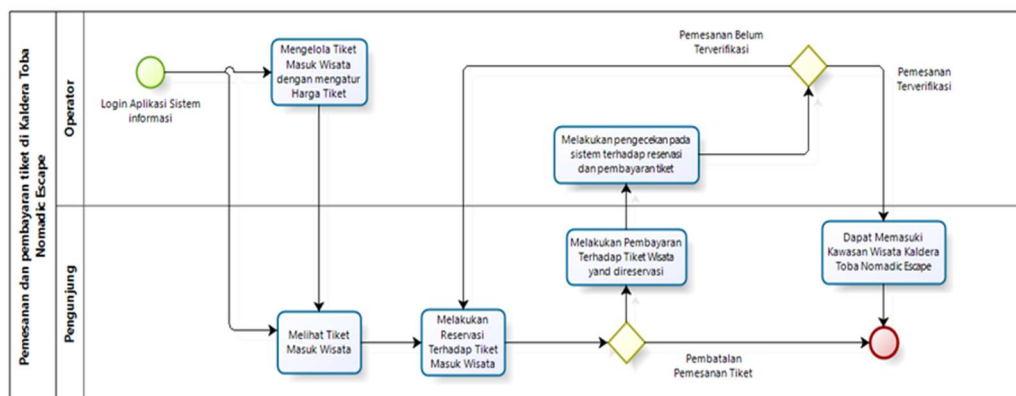 Pemesanan dan pembayaran tiket di Kaldera Toba
Nomadic Escape
Operator
Pengunjung
Login Aplikasi Sistem
informasi
Mengelola Tiket
Masuk Wisata
dengan mengatur
Harga Tiket
Pemesanan Belum
Terverifikasi
Pemesanan
Terverifikasi
Melakukan pengecekan pada
sistem terhadap reservasi
dan pembayaran tiket
Melakukan Pembayaran
Terhadap Tiket Wisata
yand direservasi
Dapat Memasuki
Kawasan Wisata Kaldera
Toba Nomadic Escape
Melihat Tiket
Masuk Wisata
Melakukan
Reservasi
Terhadap Tiket
Masuk Wisata
Pembatalan
Pemesanan Tiket